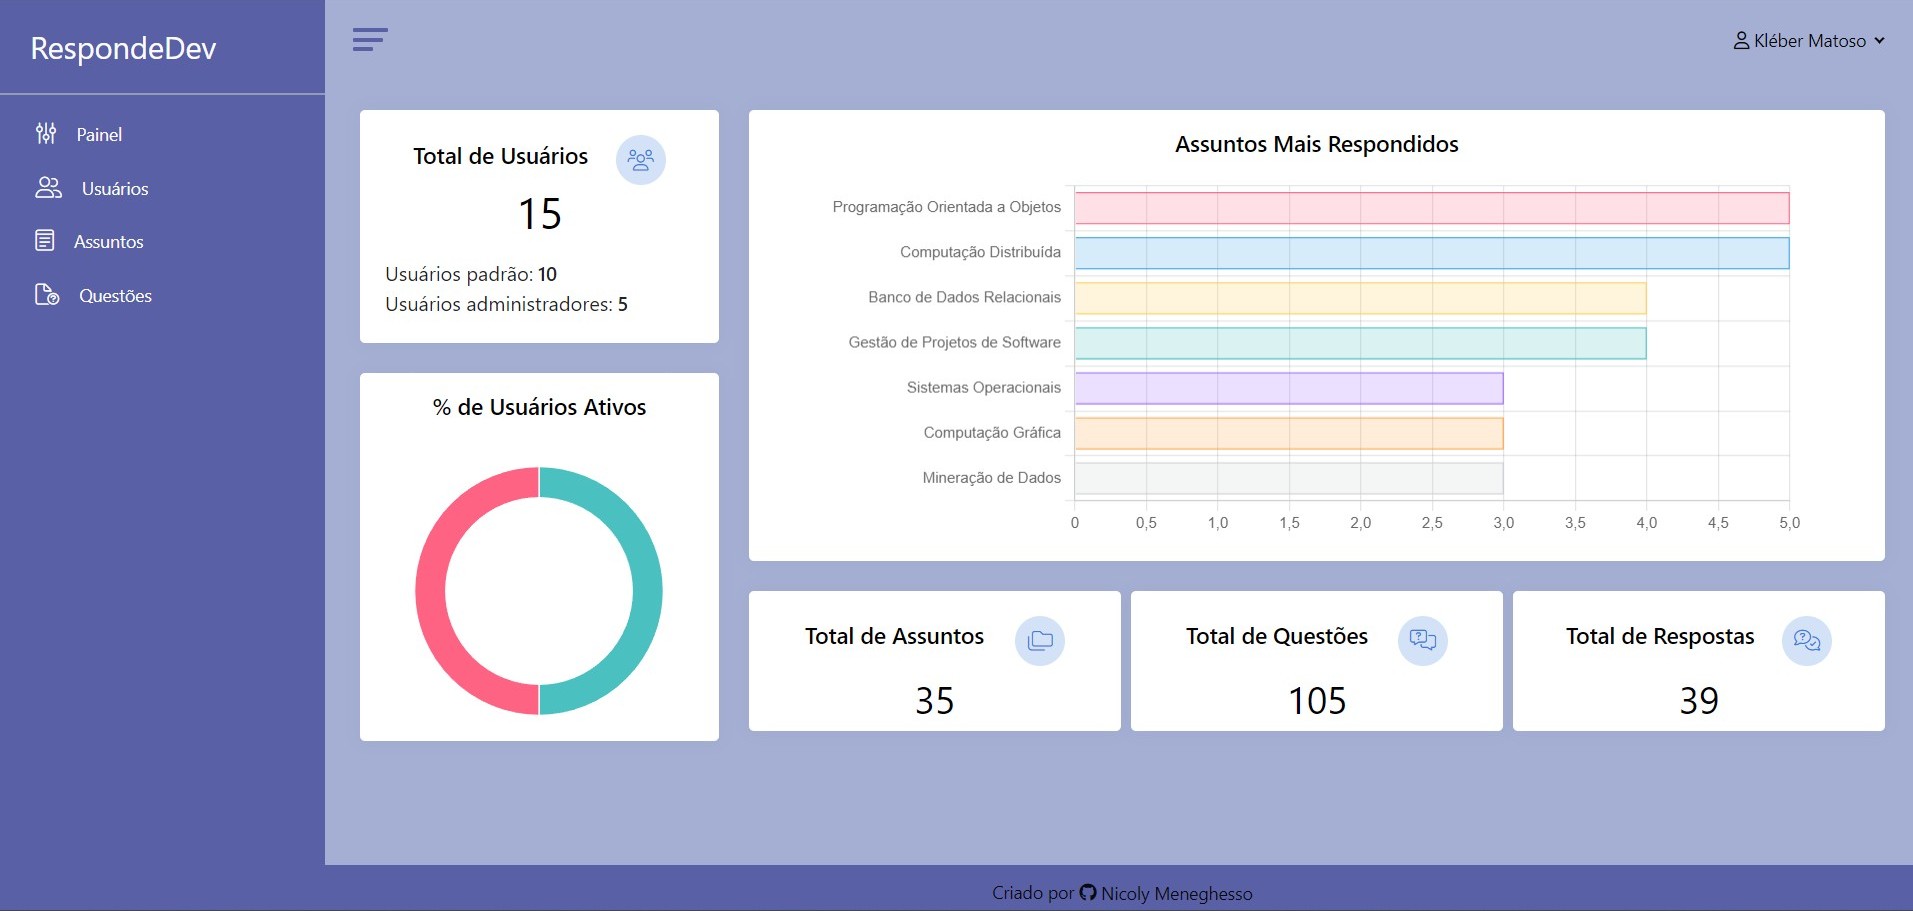 RespondeDev
Kléber Matoso
Painel
Usuários
Assuntos
Questões
Total de Usuários
15
Usuários padrão: 10
Usuários administradores: 5
% de Usuários Ativos
Assuntos Mais Respondidos
Programação Orientada a Objetos
Computação Distribuída
Banco de Dados Relacionais
Gestão de Projetos de Software
Sistemas Operacionais
Computação Gráfica
Mineração de Dados
0 0,5 1,0 1,5 2,0 2,5 3,0 3,5 4,0 4,5 5,0
Total de Assuntos
35
Total de Questões
105
Total de Respostas
39
Criado por Nicoly Meneghesso